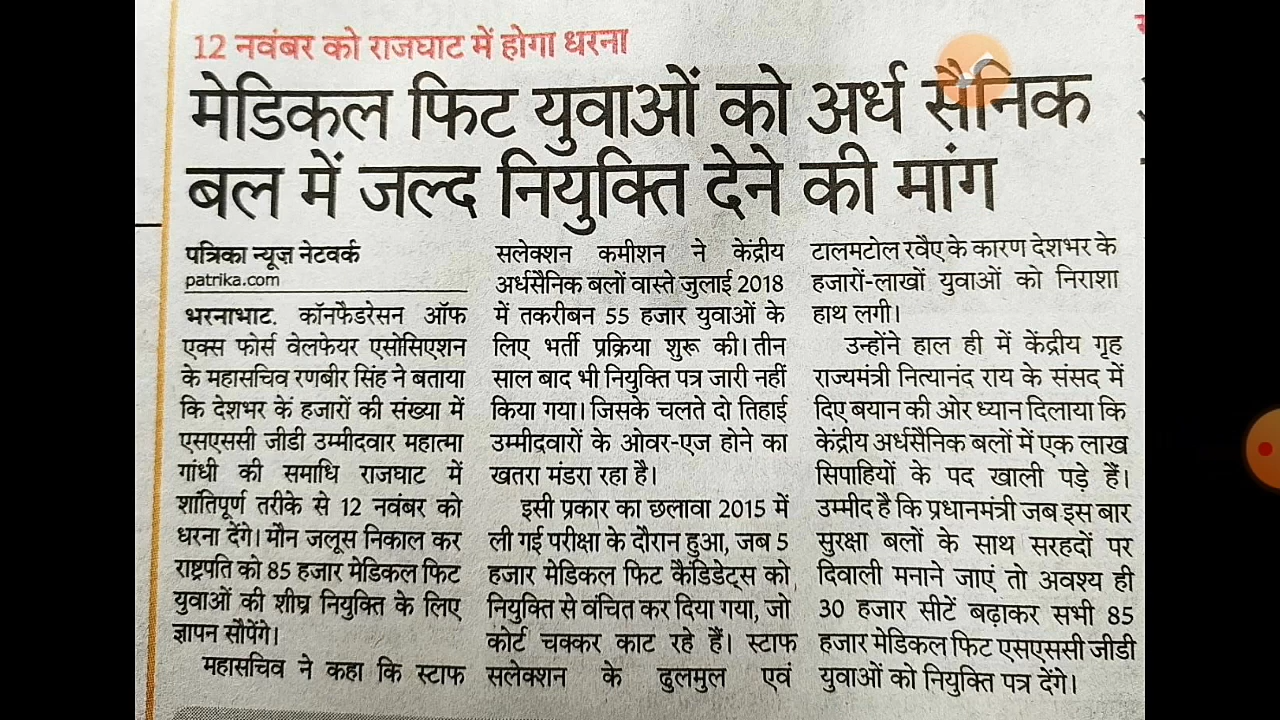 12 नवंबर को राजघाट में होगा धरना
मेडिकल फिट युवाओं को अर्ध सैनिक
बल में जल्द नियुक्ति देने की मांग
पत्रिका न्यूज़ नेटवर्क
patrika.com
भरनाभाट. कॉनफैडरेसन ऑफ
एक्स फोर्स वेलफेयर एसोसिएशन
के महासचिव रणबीर सिंह ने बताया
कि देशभर के हजारों की संख्या में
एसएससी जीडी उम्मीदवार महात्मा
गांधी की समाधि राजघाट में
शांतिपूर्ण तरीके से 12 नवंबर को
धरना देंगे। मौन जलूस निकाल कर
राष्ट्रपति को 85 हजार मेडिकल फिट
युवाओं की शीघ्र नियुक्ति के लिए
ज्ञापन सौपेंगे।
महासचिव ने कहा कि स्टाफ
सलेक्शन कमीशन ने केंद्रीय
अर्धसैनिक बलों वास्ते जुलाई 2018
में तकरीबन 55 हजार युवाओं के
लिए भर्ती प्रक्रिया शुरू की। तीन
साल बाद भी नियुक्ति पत्र जारी नहीं
किया गया। जिसके चलते दो तिहाई
उम्मीदवारों के ओवर-एज होने का
खतरा मंडरा रहा है।
इसी प्रकार का छलावा 2015 में
ली गई परीक्षा के दौरान हुआ, जब 5
हजार मेडिकल फिट कैंडिडेट्स को
नियुक्ति से वंचित कर दिया गया, जो
कोर्ट चक्कर काट रहे हैं। स्टाफ
सलेक्शन के ढुलमुल एवं
टालमटोल रवैए के कारण देशभर के
हजारों-लाखों युवाओं को निराशा
हाथ लगी।
उन्होंने हाल ही में केंद्रीय गृह
राज्यमंत्री नित्यानंद राय के संसद में
दिए बयान की ओर ध्यान दिलाया कि
केंद्रीय अर्धसैनिक बलों में एक लाख
सिपाहियों के पद खाली पड़े हैं।
उम्मीद है कि प्रधानमंत्री जब इस बार
सुरक्षा बलों के साथ सरहदों पर
दिवाली मनाने जाएं तो अवश्य ही
30 हजार सीटें बढ़ाकर सभी 85
हजार मेडिकल फिट एसएससी जीडी
युवाओं को नियुक्ति पत्र देंगे।